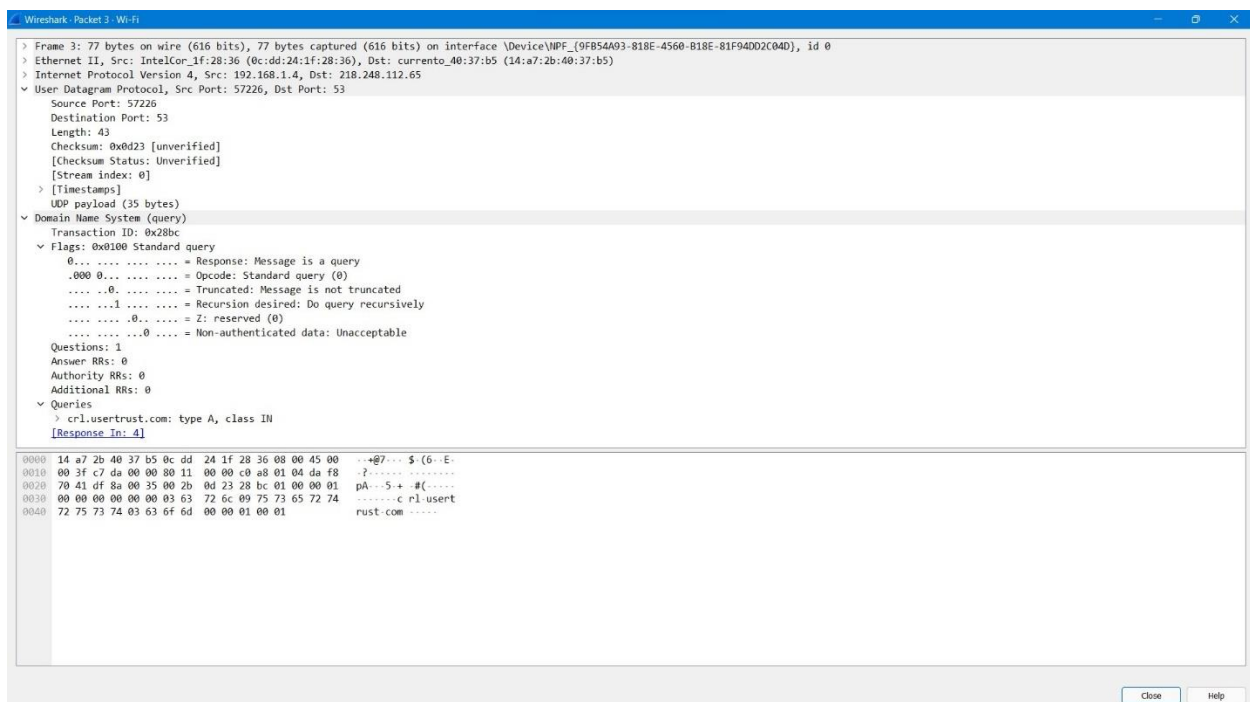 Wireshark · Packet 3 · Wi-Fi
> Frame 3: 77 bytes on wire (616 bits), 77 bytes captured (616 bits) on interface \Device\NPF_{9FB54A93-818E-4560-B18E-81F94DD2C04D}, id 0
> Ethernet II, Src: IntelCor_1f:28:36 (0c:dd:24:1f:28:36), Dst: currento_40:37:b5 (14:a7:2b:40:37:b5)
> Internet Protocol Version 4, Src: 192.168.1.4, Dst: 218.248.112.65
User Datagram Protocol, Src Port: 57226, Dst Port: 53
Source Port: 57226
Destination Port: 53
Length: 43
Checksum: 0x0d23 [unverified]
[Checksum Status: Unverified]
[Stream index: 0]
> [Timestamps]
UDP payload (35 bytes)
Domain Name System (query)
Transaction ID: 0x28bc
Flags: 0x0100 Standard query
0... .... .... .... = Response: Message is a query
.000 0... .... .... = Opcode: Standard query (0)
.... ..0. .... .... = Truncated: Message is not truncated
.... ...1 .... .... = Recursion desired: Do query recursively
.... .... .0.. .... = Z: reserved (0)
.... .... ...0 .... = Non-authenticated data: Unacceptable
Questions: 1
Answer RRs: 0
Authority RRs: 0
Additional RRs: 0
Queries
> crl.usertrust.com: type A, class IN
[Response In: 4]
0000 14 a7 2b 40 37 b5 0c dd 24 1f 28 36 08 00 45 00 ··+@7··· $·(6··E·
0010 00 3f c7 da 00 00 80 11 00 00 c0 a8 01 04 da f8 ·?······ ········
0020 70 41 df 8a 00 35 00 2b 0d 23 28 bc 01 00 00 01 pA···5·+ ·#(·····
0030 00 00 00 00 00 00 03 63 72 6c 09 75 73 65 72 74 ·······c rl·usert
0040 72 75 73 74 03 63 6f 6d 00 00 01 00 01 rust·com ·····
Close Help